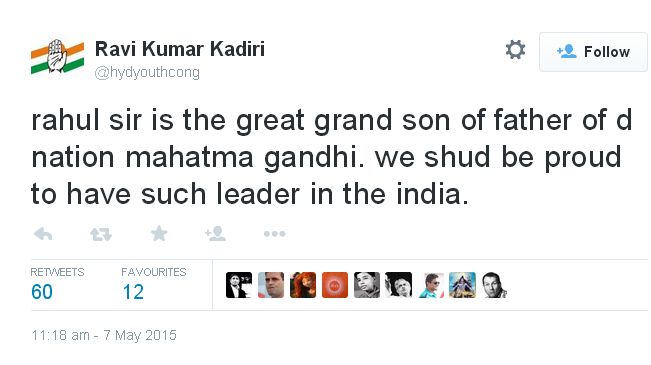 Ravi Kumar Kadiri
@hydyouthcong
Follow
rahul sir is the great grand son of father of d
nation mahatma gandhi. we shud be proud
to have such leader in the india.
RETWEETS FAVOURITES
60 12
11:18 am - 7 May 2015